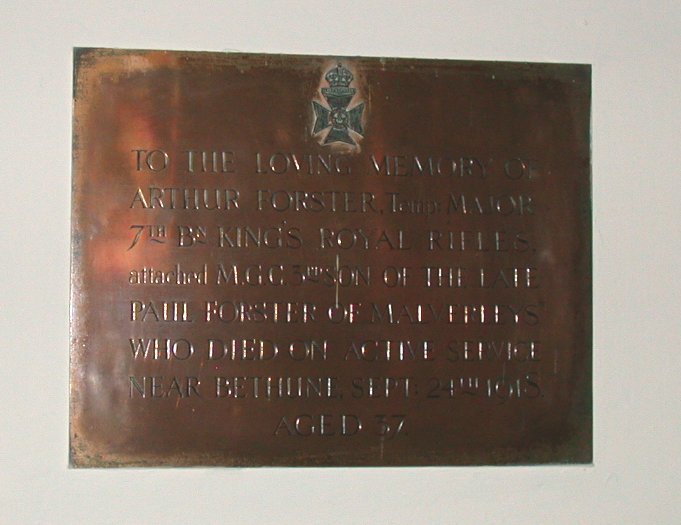 TO THE LOVING MEMORY OF
ARTHUR FORSTER, Temp: MAJOR
7TH BN KING'S ROYAL RIFLES,
attached M.G.C. 3RD SON OF THE LATE
PAUL FORSTER OF MALVERLEYS
WHO DIED ON ACTIVE SERVICE
NEAR BETHUNE, SEPT: 24TH 1918.
AGED 37.